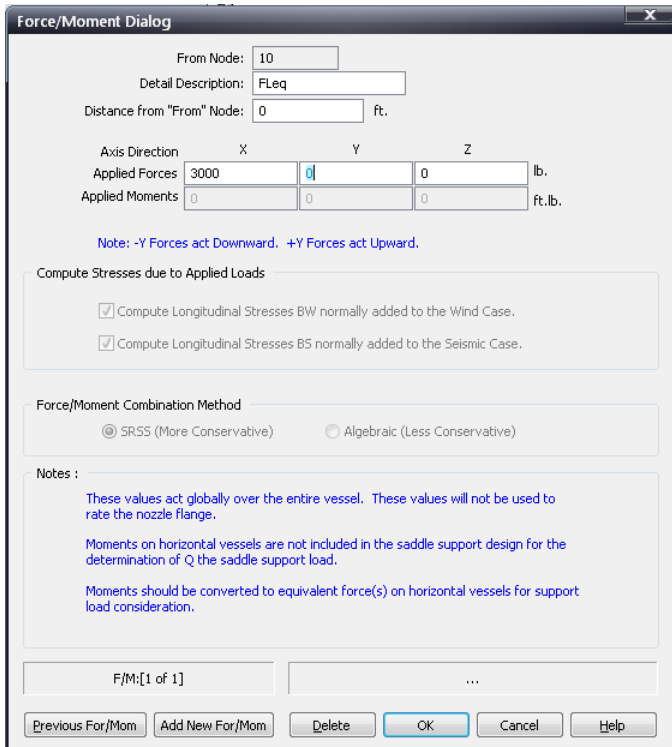 Force/Moment Dialog
X
From Node: 10
Detail Description: FLeq
Distance from "From" Node: 0 ft.
Axis Direction X Y Z
Applied Forces 3000 0 0 lb.
Applied Moments 0 0 0 ft.lb.
Note: -Y Forces act Downward. +Y Forces act Upward.
Compute Stresses due to Applied Loads
Compute Longitudinal Stresses BW normally added to the Wind Case.
Compute Longitudinal Stresses BS normally added to the Seismic Case.
Force/Moment Combination Method
SRSS (More Conservative) Algebraic (Less Conservative)
Notes :
These values act globally over the entire vessel. These values will not be used to
rate the nozzle flange.
Moments on horizontal vessels are not included in the saddle support design for the
determination of Q the saddle support load.
Moments should be converted to equivalent force(s) on horizontal vessels for support
load consideration.
F/M:[1 of 1] ...
Previous For/Mom Add New For/Mom Delete OK Cancel Help